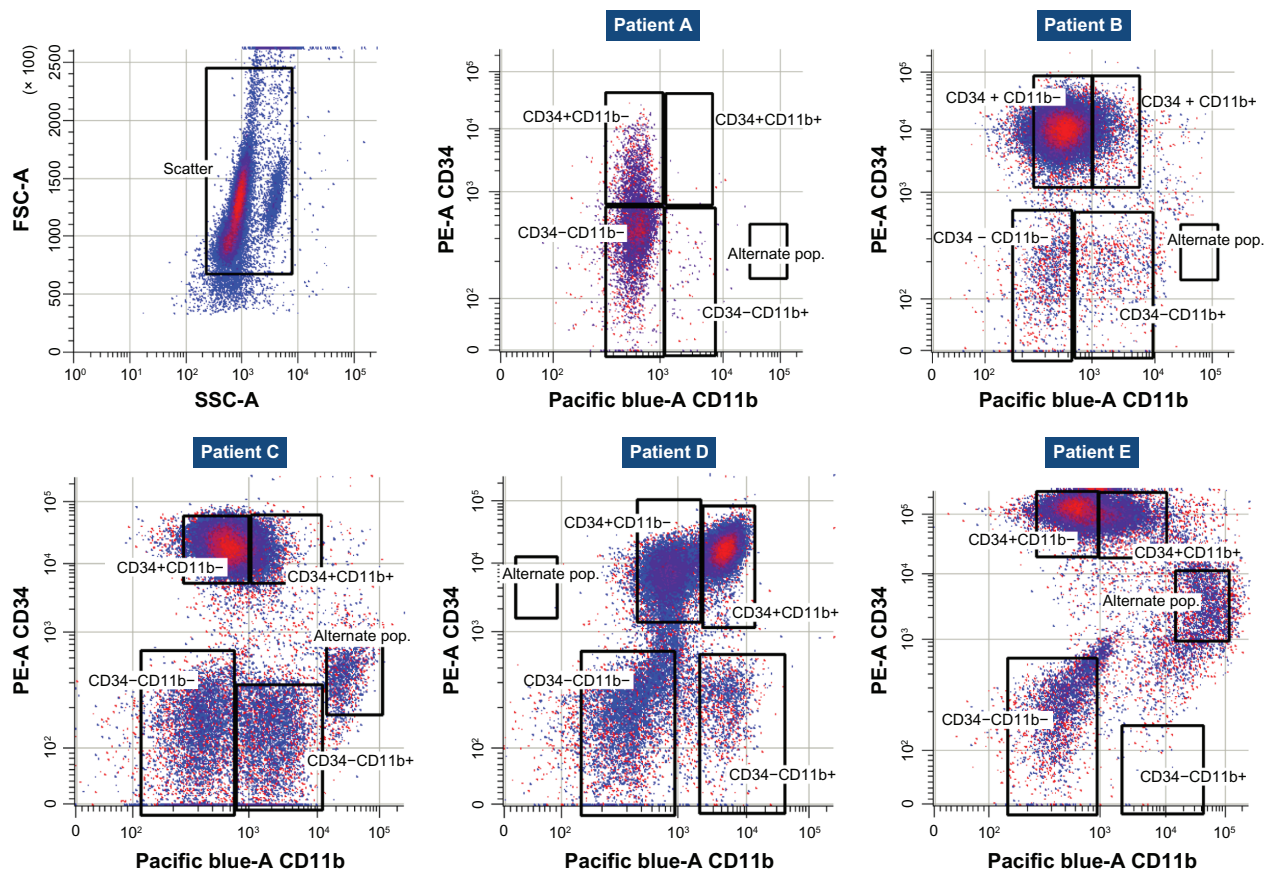 Patient A
Patient B
(× 100)
2500
2000
1500
1000
500
0
FSC-A
Scatter
10⁰
10¹
10²
10³
10⁴
10⁵
SSC-A
10⁵
10⁴
10³
10²
0
PE-A CD34
CD34+CD11b−
CD34+CD11b+
CD34−CD11b−
Alternate pop.
CD34−CD11b+
0
10²
10³
10⁴
10⁵
Pacific blue-A CD11b
10⁵
10⁴
10³
10²
0
PE-A CD34
CD34 + CD11b−
CD34 + CD11b+
CD34 − CD11b−
Alternate pop.
CD34−CD11b+
0
10²
10³
10⁴
10⁵
Pacific blue-A CD11b
Patient C
Patient D
Patient E
10⁵
10⁴
10³
10²
0
PE-A CD34
CD34+CD11b−
CD34+CD11b+
Alternate pop.
CD34−CD11b−
CD34−CD11b+
0
10²
10³
10⁴
10⁵
Pacific blue-A CD11b
10⁵
10⁴
10³
10²
0
PE-A CD34
CD34+CD11b−
Alternate pop.
CD34+CD11b+
CD34−CD11b−
CD34−CD11b+
0
10²
10³
10⁴
10⁵
Pacific blue-A CD11b
10⁵
10⁴
10³
10²
0
PE-A CD34
CD34+CD11b−
CD34+CD11b+
Alternate pop.
CD34−CD11b−
CD34−CD11b+
0
10²
10³
10⁴
10⁵
Pacific blue-A CD11b